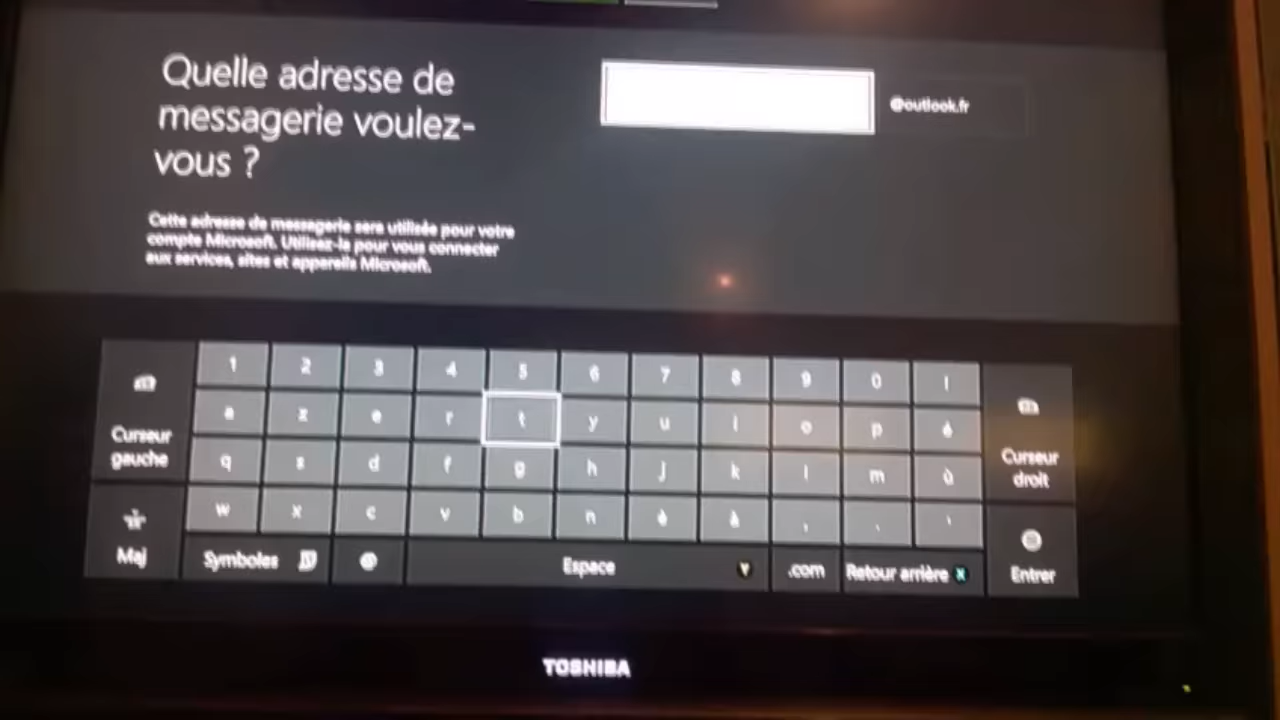 Quelle adresse de
messagerie voulez-
vous ?
@outlook.fr
Cette adresse de messagerie sera utilisée pour votre
compte Microsoft. Utilisez-la pour vous connecter
aux services, sites et appareils Microsoft.
1 2 3 4 5 6 7 8 9 0
a z e r t y u i o p é
Curseur
gauche
q s d f g h j k l m ù
Curseur
droit
w x c v b n è à , . '
Maj
Symboles @ Espace Y .com Retour arrière X
Entrer
TOSHIBA